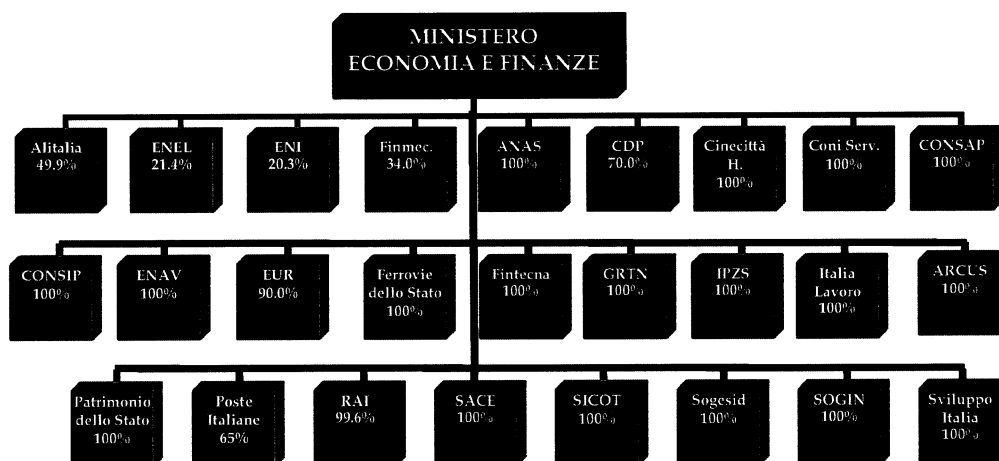 MINISTERO
ECONOMIA E FINANZE
Alitalia
49.9%
ENEL
21.4%
ENI
20.3%
Finmec.
34.0%
ANAS
100%
CDP
70.0%
Cinecittà
H.
100%
Coni Serv.
100%
CONSAP
100%
CONSIP
100%
ENAV
100%
EUR
90.0%
Ferrovie
dello Stato
100%
Fintecna
100%
GRTN
100%
IPZS
100%
Italia
Lavoro
100%
ARCUS
100%
Patrimonio
dello Stato
100%
Poste
Italiane
65%
RAI
99.6%
SACE
100%
SICOT
100%
Sogesid
100%
SOGIN
100%
Sviluppo
Italia
100%